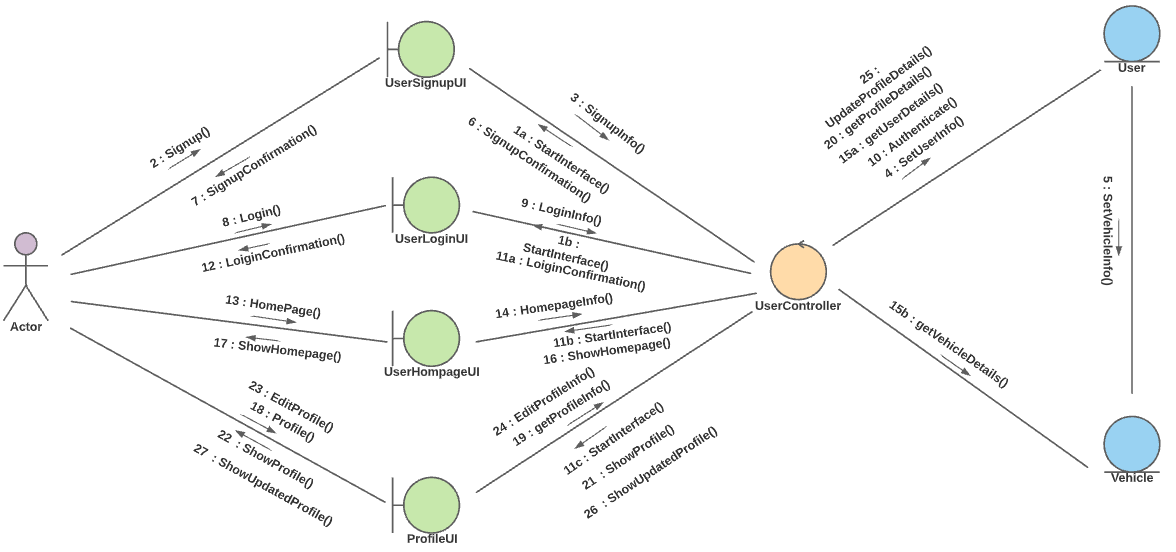 UserSignupUI
User
2 : Signup()
7 : SignupConfirmation()
3 : SignupInfo()
1a : StartInterface()
6 : SignupConfirmation()
25 :
UpdateProfileDetails()
20 : getProfileDetails()
15a : getUserDetails()
10 : Authenticate()
4 : SetUserInfo()
8 : Login()
12 : LoiginConfirmation()
UserLoginUI
9 : LoginInfo()
1b :
StartInterface()
11a : LoiginConfirmation()
5 : SetVehicleInfo()
Actor
13 : HomePage()
17 : ShowHomepage()
UserHompageUI
14 : HomepageInfo()
11b : StartInterface()
16 : ShowHomepage()
UserController
15b : getVehicleDetails()
23 : EditProfile()
18 : Profile()
22 : ShowProfile()
27 : ShowUpdatedProfile()
24 : EditProfileInfo()
19 : getProfileInfo()
11c : StartInterface()
21 : ShowProfile()
26 : ShowUpdatedProfile()
Vehicle
ProfileUI